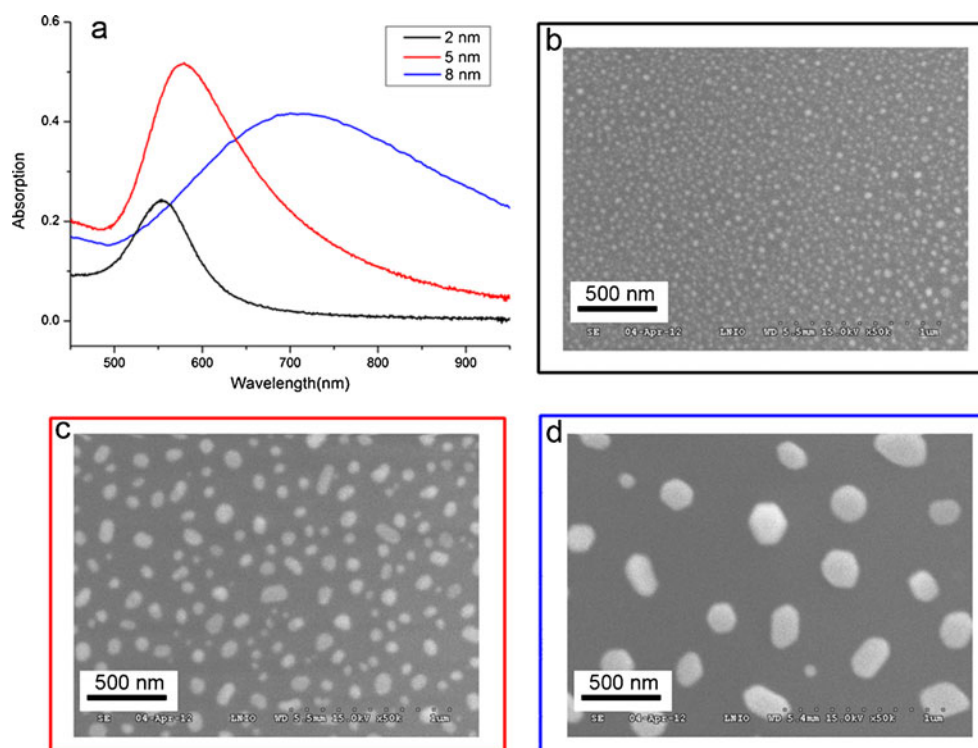 a
0.6
0.4
0.2
0.0
Absorption
2 nm
5 nm
8 nm
500 600 700 800 900
Wavelength(nm)
b
500 nm
SE 04-Apr-12 LNIO WD 5.5mm 15.0kV x50k 1um
c
500 nm
SE 04-Apr-12 LNIO WD 5.5mm 15.0kV x50k 1um
d
500 nm
SE 04-Apr-12 LNIO WD 5.4mm 15.0kV x50k 1um